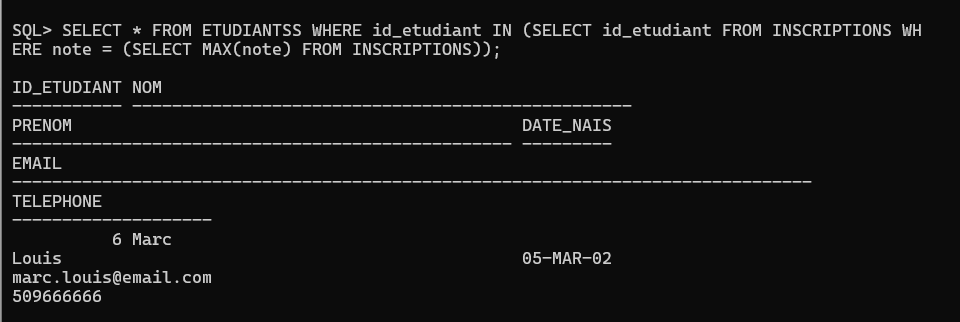 SQL> SELECT * FROM ETUDIANTSS WHERE id_etudiant IN (SELECT id_etudiant FROM INSCRIPTIONS WH
ERE note = (SELECT MAX(note) FROM INSCRIPTIONS));
ID_ETUDIANT NOM
----------- --------------------------------------------------
PRENOM                                             DATE_NAIS
-------------------------------------------------- ---------
EMAIL
--------------------------------------------------------------------------------
TELEPHONE
--------------------
          6 Marc
Louis                                              05-MAR-02
marc.louis@email.com
509666666